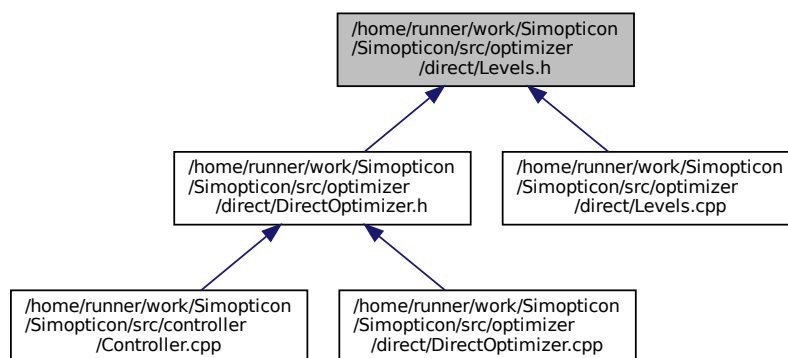 /home/runner/work/Simopticon
/Simopticon/src/optimizer
/direct/Levels.h
/home/runner/work/Simopticon
/Simopticon/src/optimizer
/direct/DirectOptimizer.h
/home/runner/work/Simopticon
/Simopticon/src/optimizer
/direct/Levels.cpp
/home/runner/work/Simopticon
/Simopticon/src/controller
/Controller.cpp
/home/runner/work/Simopticon
/Simopticon/src/optimizer
/direct/DirectOptimizer.cpp